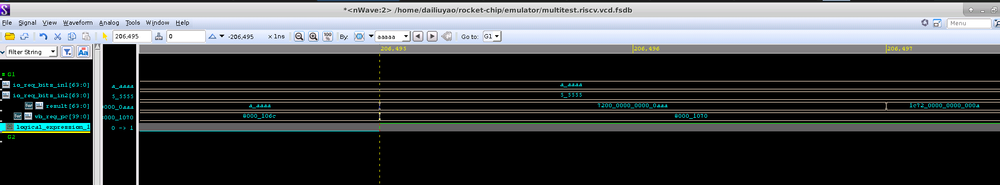 *<nWave:2> /home/dailiuyao/rocket-chip/emulator/multitest.riscv.vcd.fsdb
File Signal View Waveform Analog Tools Window Help Menu
206,495 0 -206,495 x 1ns 100 % By: aaaaa Go to: G1
Filter String Aa 206,495 206,496 206,497
= G1
io_req_bits_in1[63:0] a_aaaa a_aaaa
io_req_bits_in2[63:0] 5_5555 5_5555
result[63:0] 0000_0aaa a_aaaa 7200_0000_0000_0aaa 1c72_0000_0000_000a
wb_reg_pc[39:0] 000_1070 8000_106c 8000_1070
logical_expression_1 0 -> 1
G2